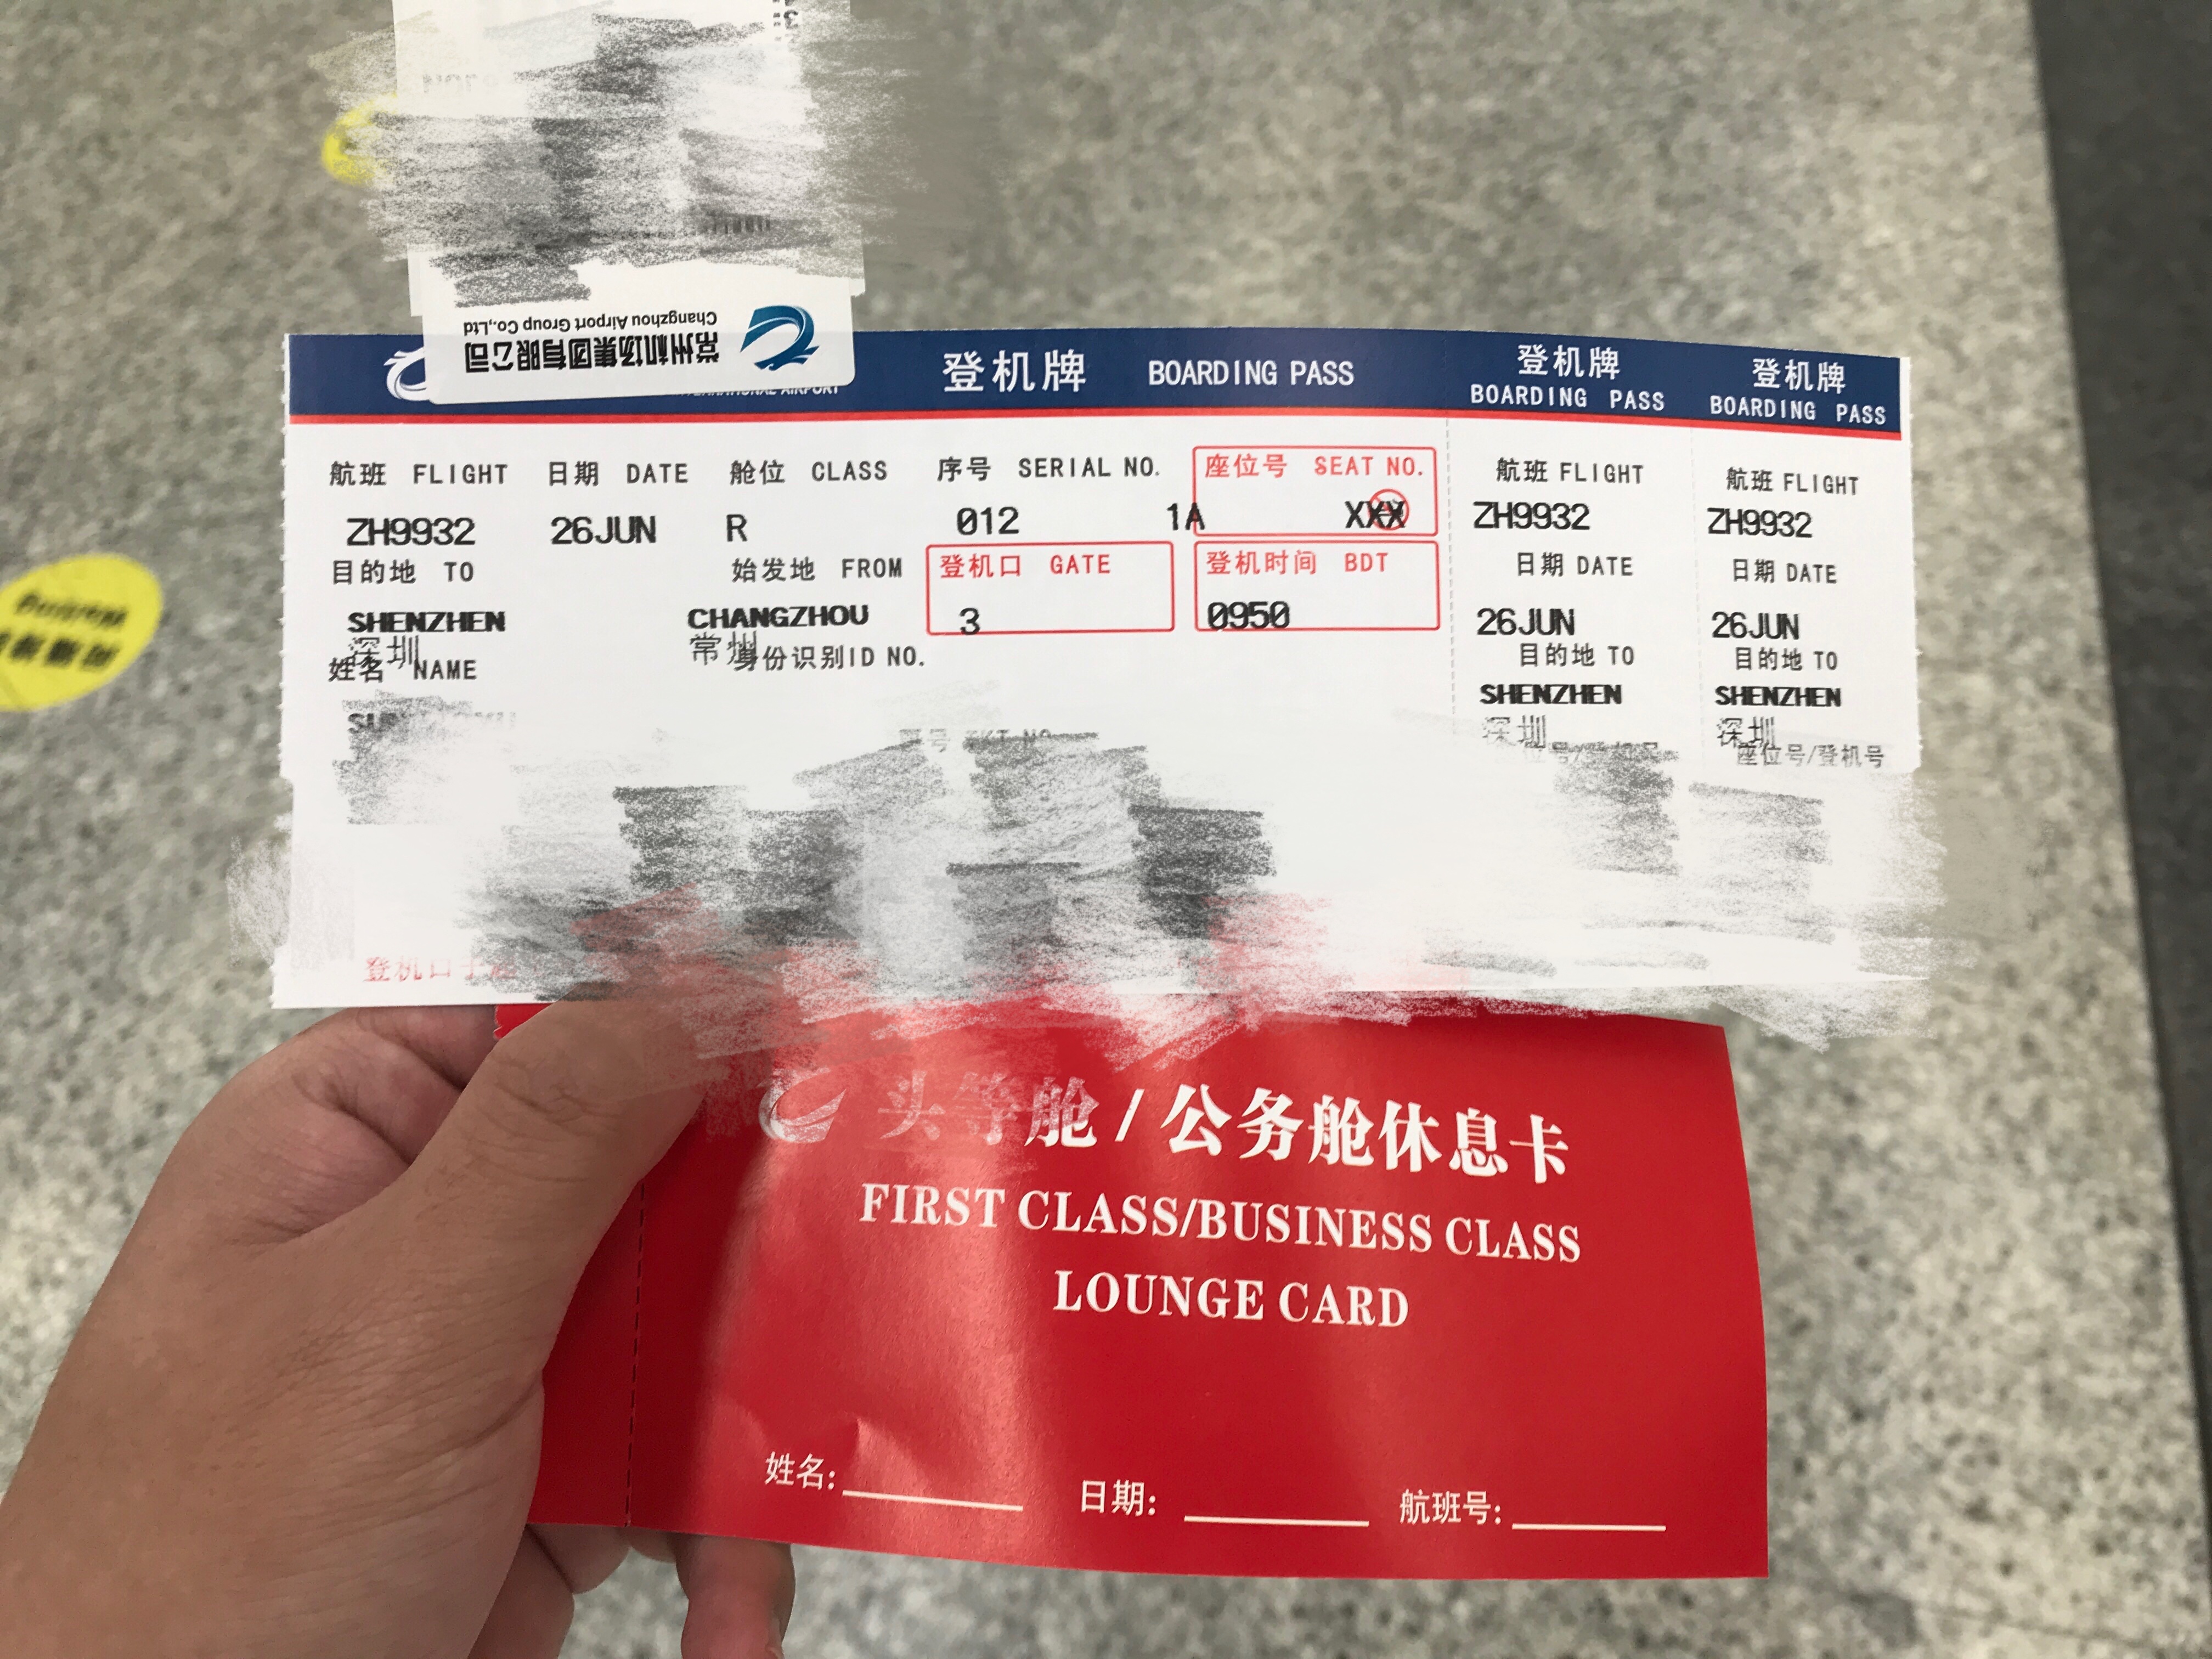 常州机场集团有限公司
Changzhou Airport Group Co.,Ltd
登机牌 BOARDING PASS
登机牌
BOARDING PASS
登机牌
BOARDING PASS
航班 FLIGHT 日期 DATE 舱位 CLASS 序号 SERIAL NO. 座位号 SEAT NO.
ZH9932 26JUN R 012 1A XXX
目的地 TO 始发地 FROM 登机口 GATE 登机时间 BDT
SHENZHEN CHANGZHOU 3 0950
深圳 常州
姓名 NAME 身份识别ID NO.
航班 FLIGHT
ZH9932
日期 DATE
26JUN
目的地 TO
SHENZHEN
深圳
航班 FLIGHT
ZH9932
日期 DATE
26JUN
目的地 TO
SHENZHEN
深圳
座位号/登机号
头等舱/公务舱休息卡
FIRST CLASS/BUSINESS CLASS
LOUNGE CARD
姓名: 日期: 航班号: